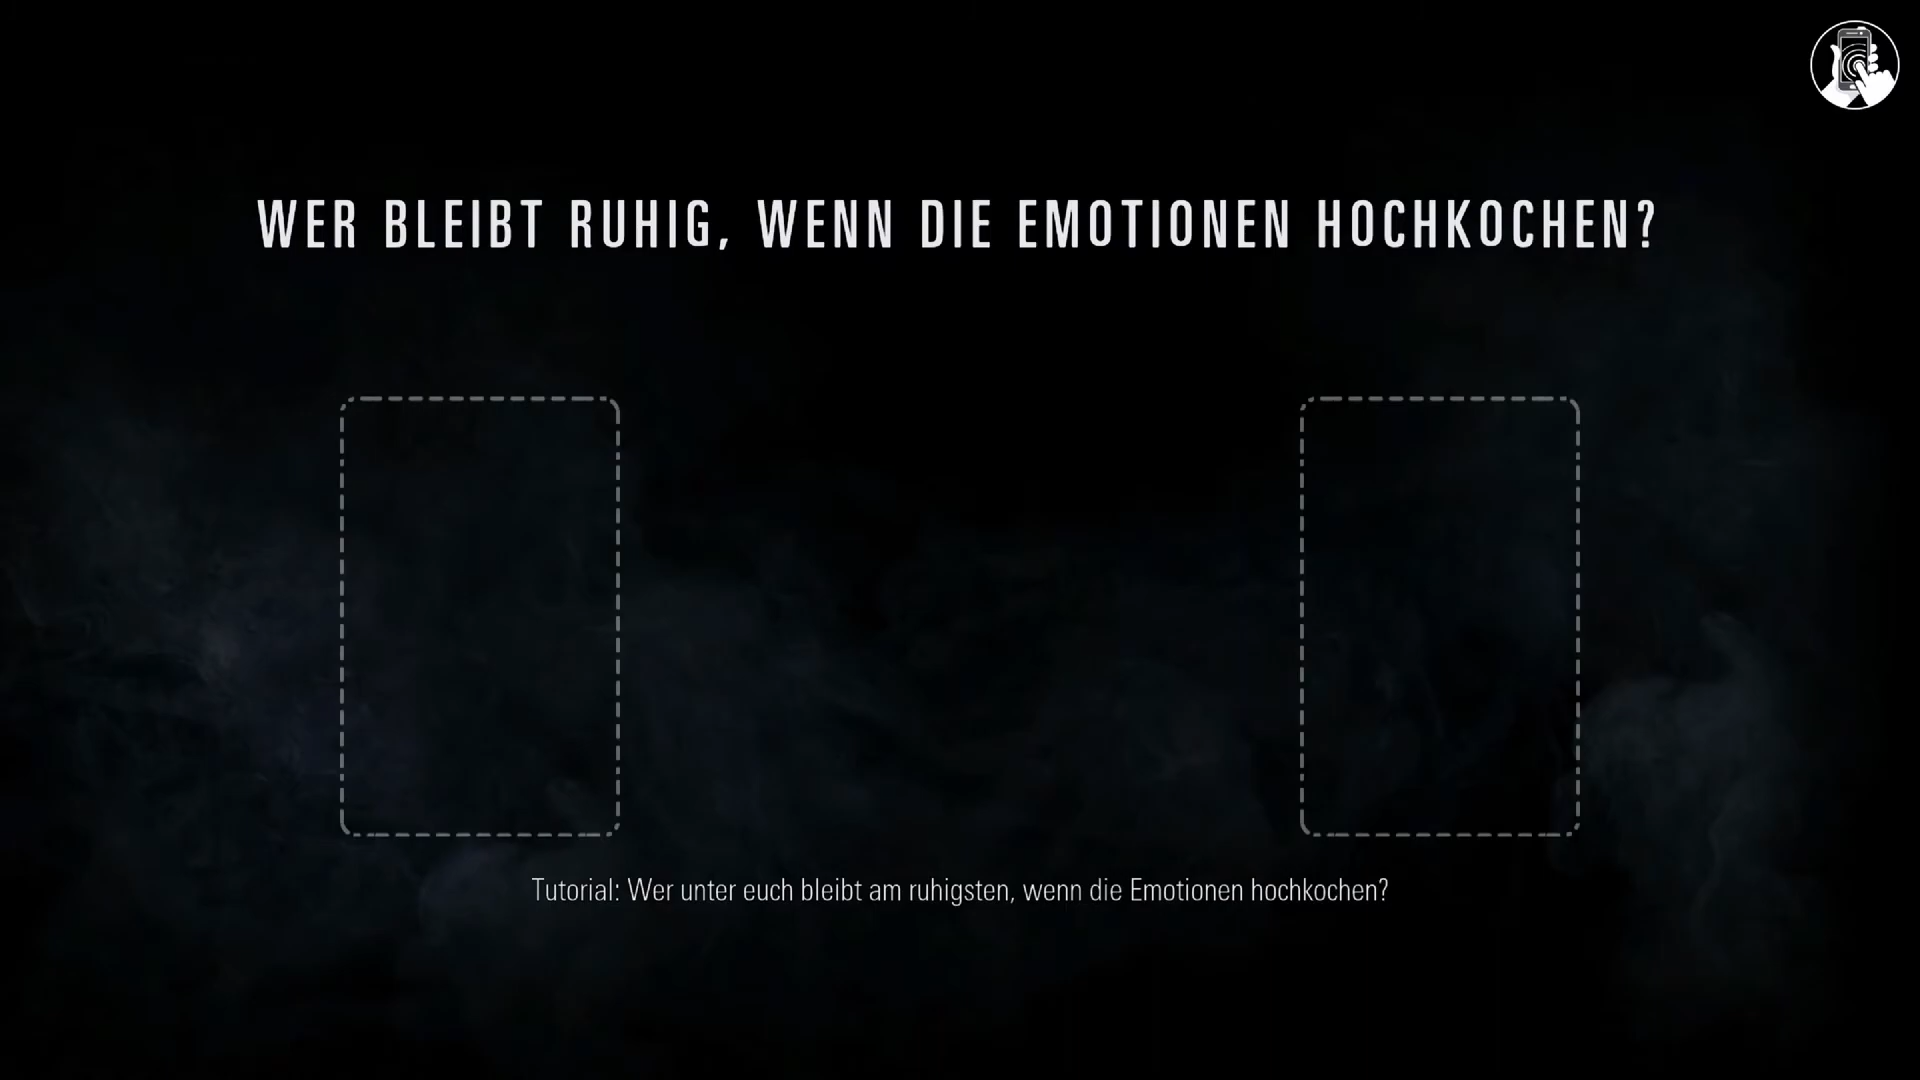 WER BLEIBT RUHIG, WENN DIE EMOTIONEN HOCHKOCHEN?
Tutorial: Wer unter euch bleibt am ruhigsten, wenn die Emotionen hochkochen?